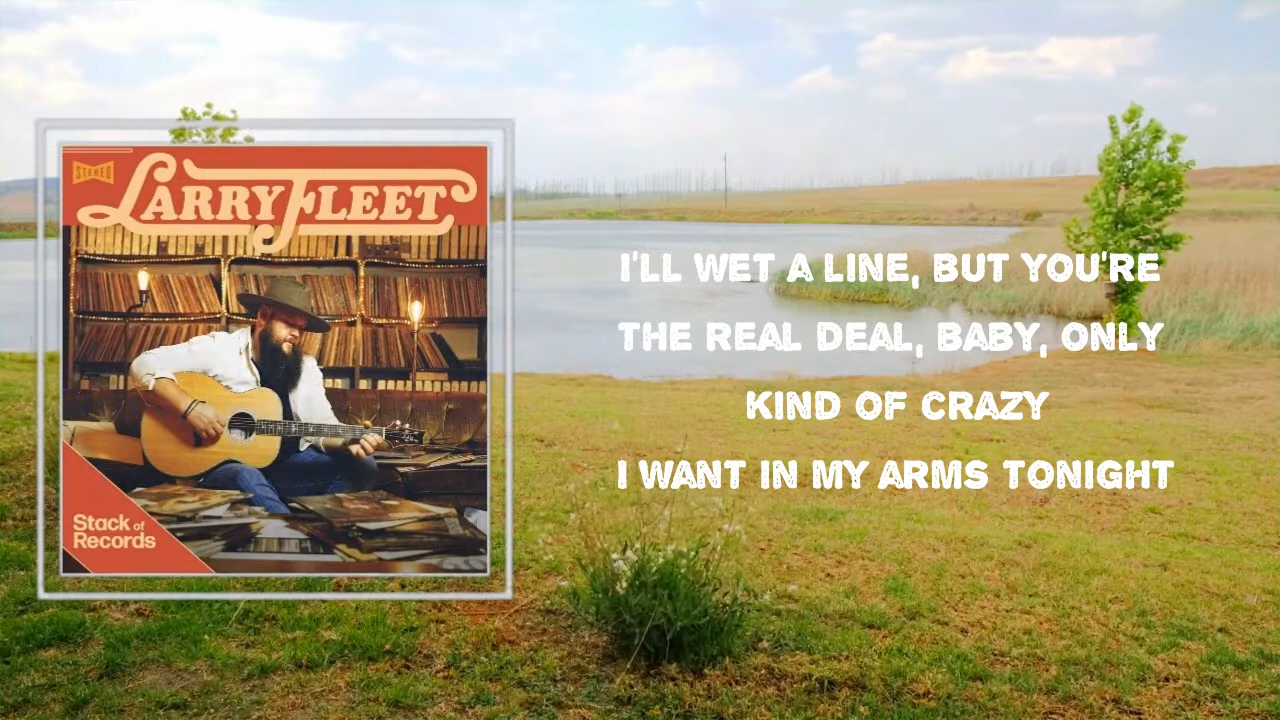 STEREO
LARRY FLEET
Stack of
Records
I'LL WET A LINE, BUT YOU'RE
THE REAL DEAL, BABY, ONLY
KIND OF CRAZY
I WANT IN MY ARMS TONIGHT